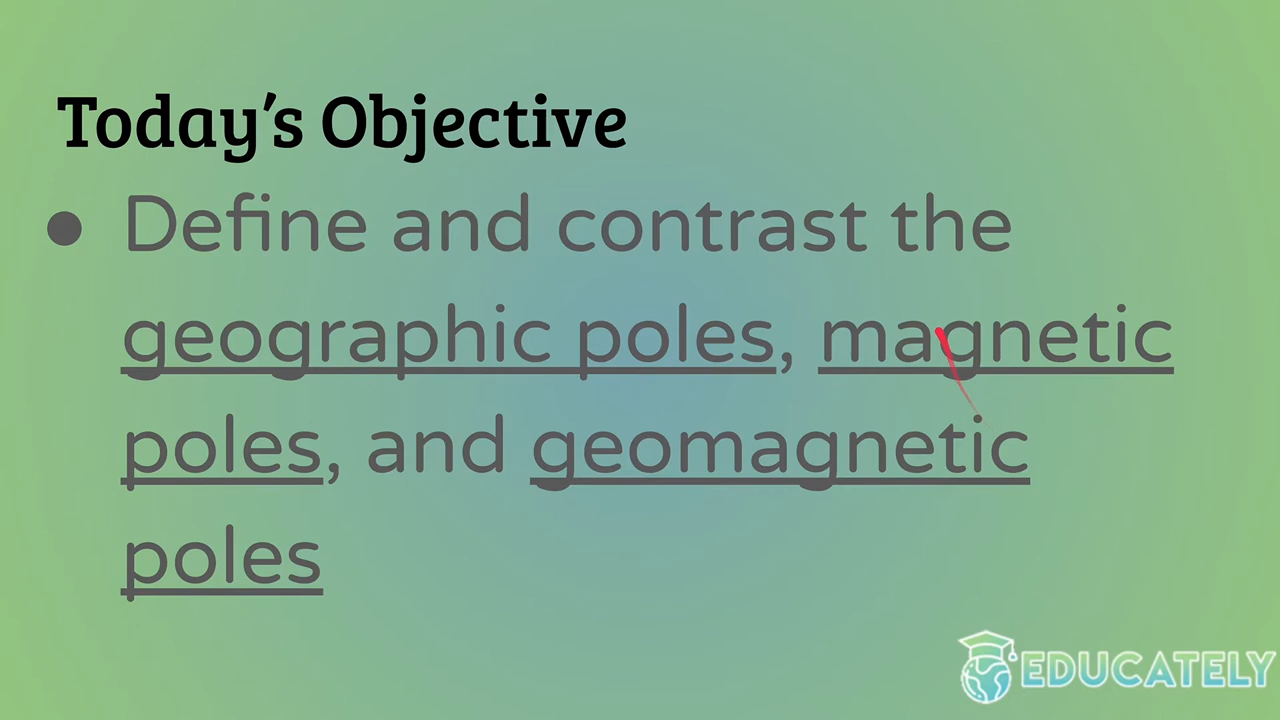 Today's Objective
● Define and contrast the
geographic poles, magnetic
poles, and geomagnetic
poles
EDUCATELY